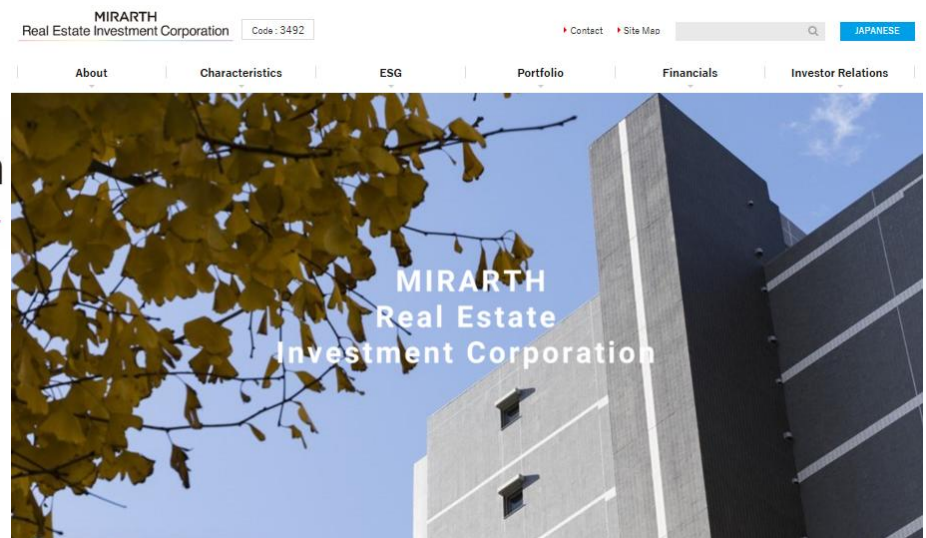 MIRARTH
Real Estate Investment Corporation
Code : 3492
Contact
Site Map
JAPANESE
About
Characteristics
ESG
Portfolio
Financials
Investor Relations
MIRARTH
Real Estate
Investment Corporation